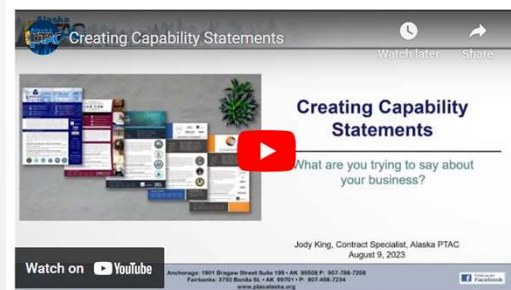 Alaska
PTAC
Creating Capability Statements
Watch later
Share
Creating Capability
Statements
What are you trying to say about
your business?
Jody King, Contract Specialist, Alaska PTAC
August 9, 2023
Watch on YouTube
Anchorage: 1901 Bragaw Street Suite 199 • AK 99508 P: 907-786-7258
Fairbanks: 3750 Bonita St. • AK 99701 • P: 907-456-7234
www.ptacalaska.org
Facebook